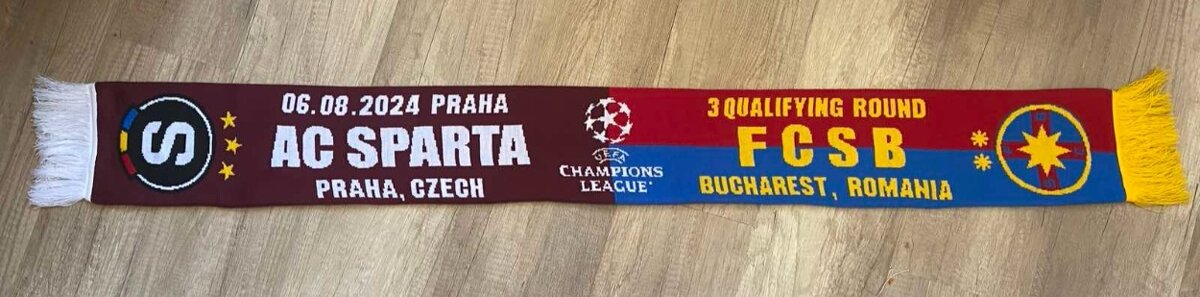 S
06.08.2024 PRAHA
AC SPARTA
PRAHA, CZECH
UEFA
CHAMPIONS
LEAGUE
3 QUALIFYING ROUND
FCSB
BUCHAREST, ROMANIA